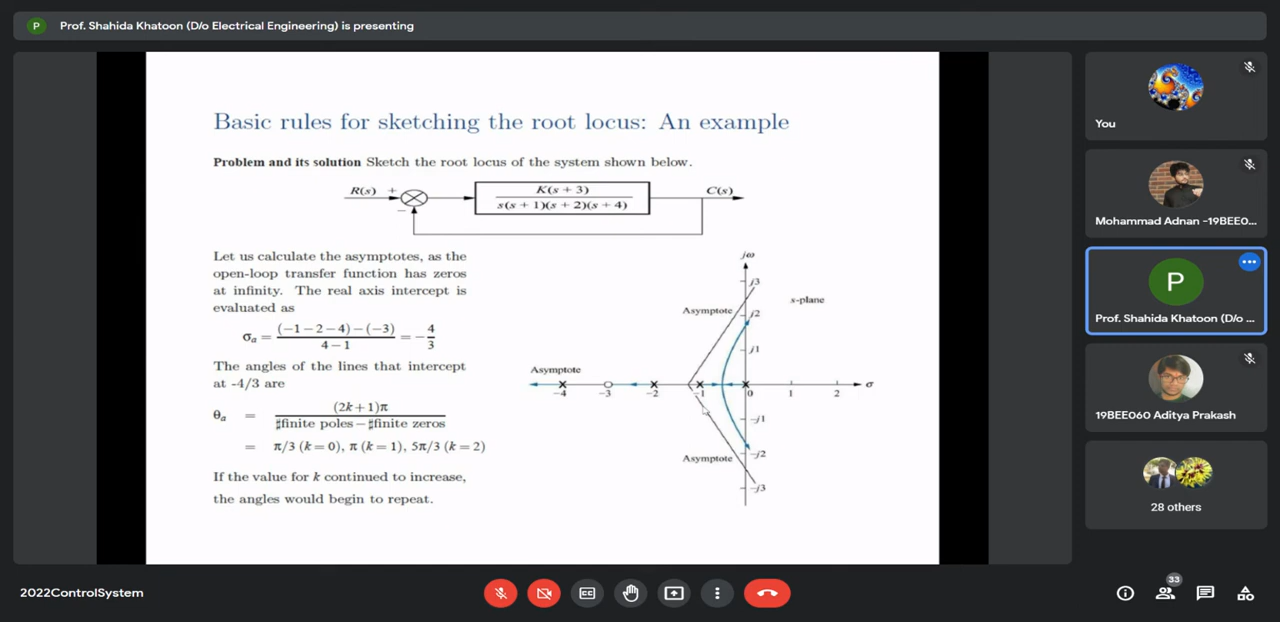 P
Prof. Shahida Khatoon (D/o Electrical Engineering) is presenting
Basic rules for sketching the root locus: An example
Problem and its solution Sketch the root locus of the system shown below.
R(s) + − K(s + 3) C(s)
s(s + 1)(s + 2)(s + 4)
Let us calculate the asymptotes, as the
open-loop transfer function has zeros
at infinity. The real axis intercept is
evaluated as
σa = (−1−2−4)−(−3) / 4−1 = −4/3
The angles of the lines that intercept
at -4/3 are
θa = (2k+1)π / ♯finite poles−♯finite zeros
= π/3 (k=0), π (k=1), 5π/3 (k=2)
If the value for k continued to increase,
the angles would begin to repeat.
jω
j3
s-plane
Asymptote
j2
j1
Asymptote
σ
−4 −3 −2 −1 0 1 2
−j1
Asymptote
−j2
−j3
You
Mohammad Adnan -19BEE0...
P
Prof. Shahida Khatoon (D/o ...
19BEE060 Aditya Prakash
28 others
2022ControlSystem
CC
33